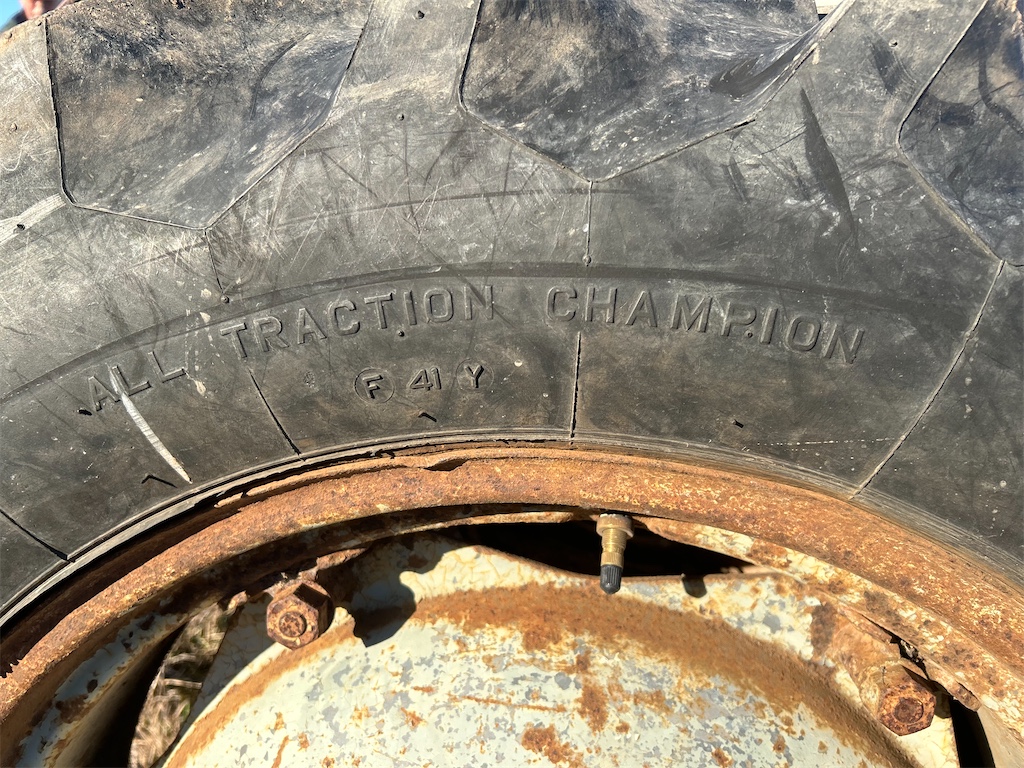 ALL TRACTION CHAMPION
F 41 Y